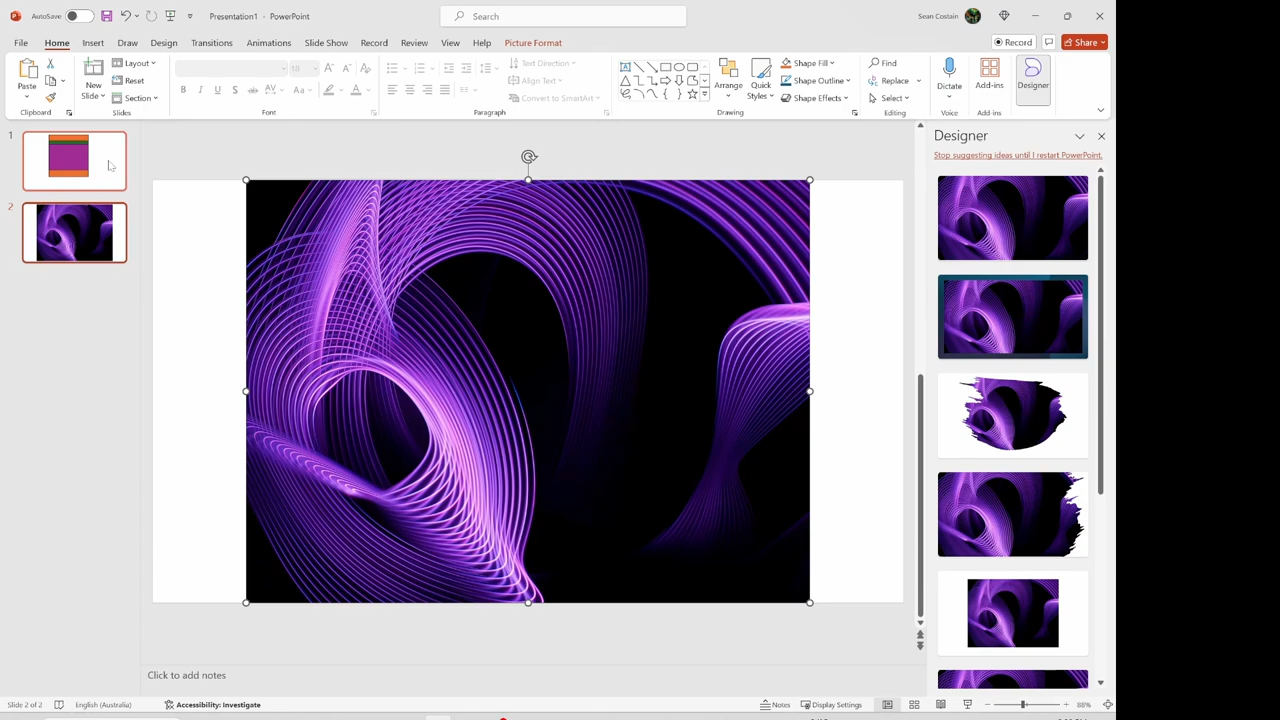 AutoSave Presentation1 - PowerPoint Search Sean Costain
File Home Insert Draw Design Transitions Animations Slide Show Record Review View Help Picture Format Record Share
Paste
Clipboard
New Slide
Layout
Reset
Section
Slides
18
Font
Text Direction
Align Text
Convert to SmartArt
Paragraph
Arrange
Quick Styles
Shape Fill
Shape Outline
Shape Effects
Drawing
Find
Replace
Select
Editing
Dictate
Voice
Add-ins
Add-ins
Designer
1
2
Designer
Stop suggesting ideas until I restart PowerPoint.
Click to add notes
Slide 2 of 2 English (Australia) Accessibility: Investigate Notes Display Settings 88%